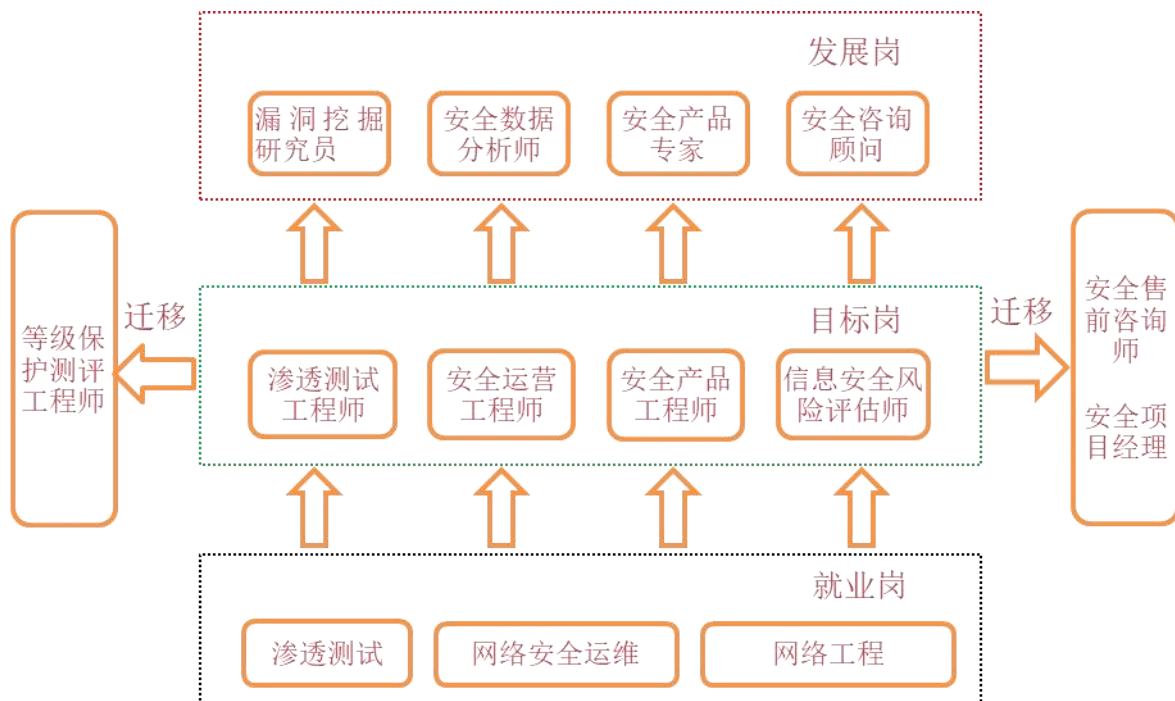 发展岗
漏洞挖掘
研究员
安全数据
分析师
安全产品
专家
安全咨询
顾问
迁移
等级保
护测评
工程师
目标岗
渗透测试
工程师
安全运营
工程师
安全产品
工程师
信息安全风
险评估师
迁移
安全售
前咨询
师
安全项
目经理
就业岗
渗透测试
网络安全运维
网络工程